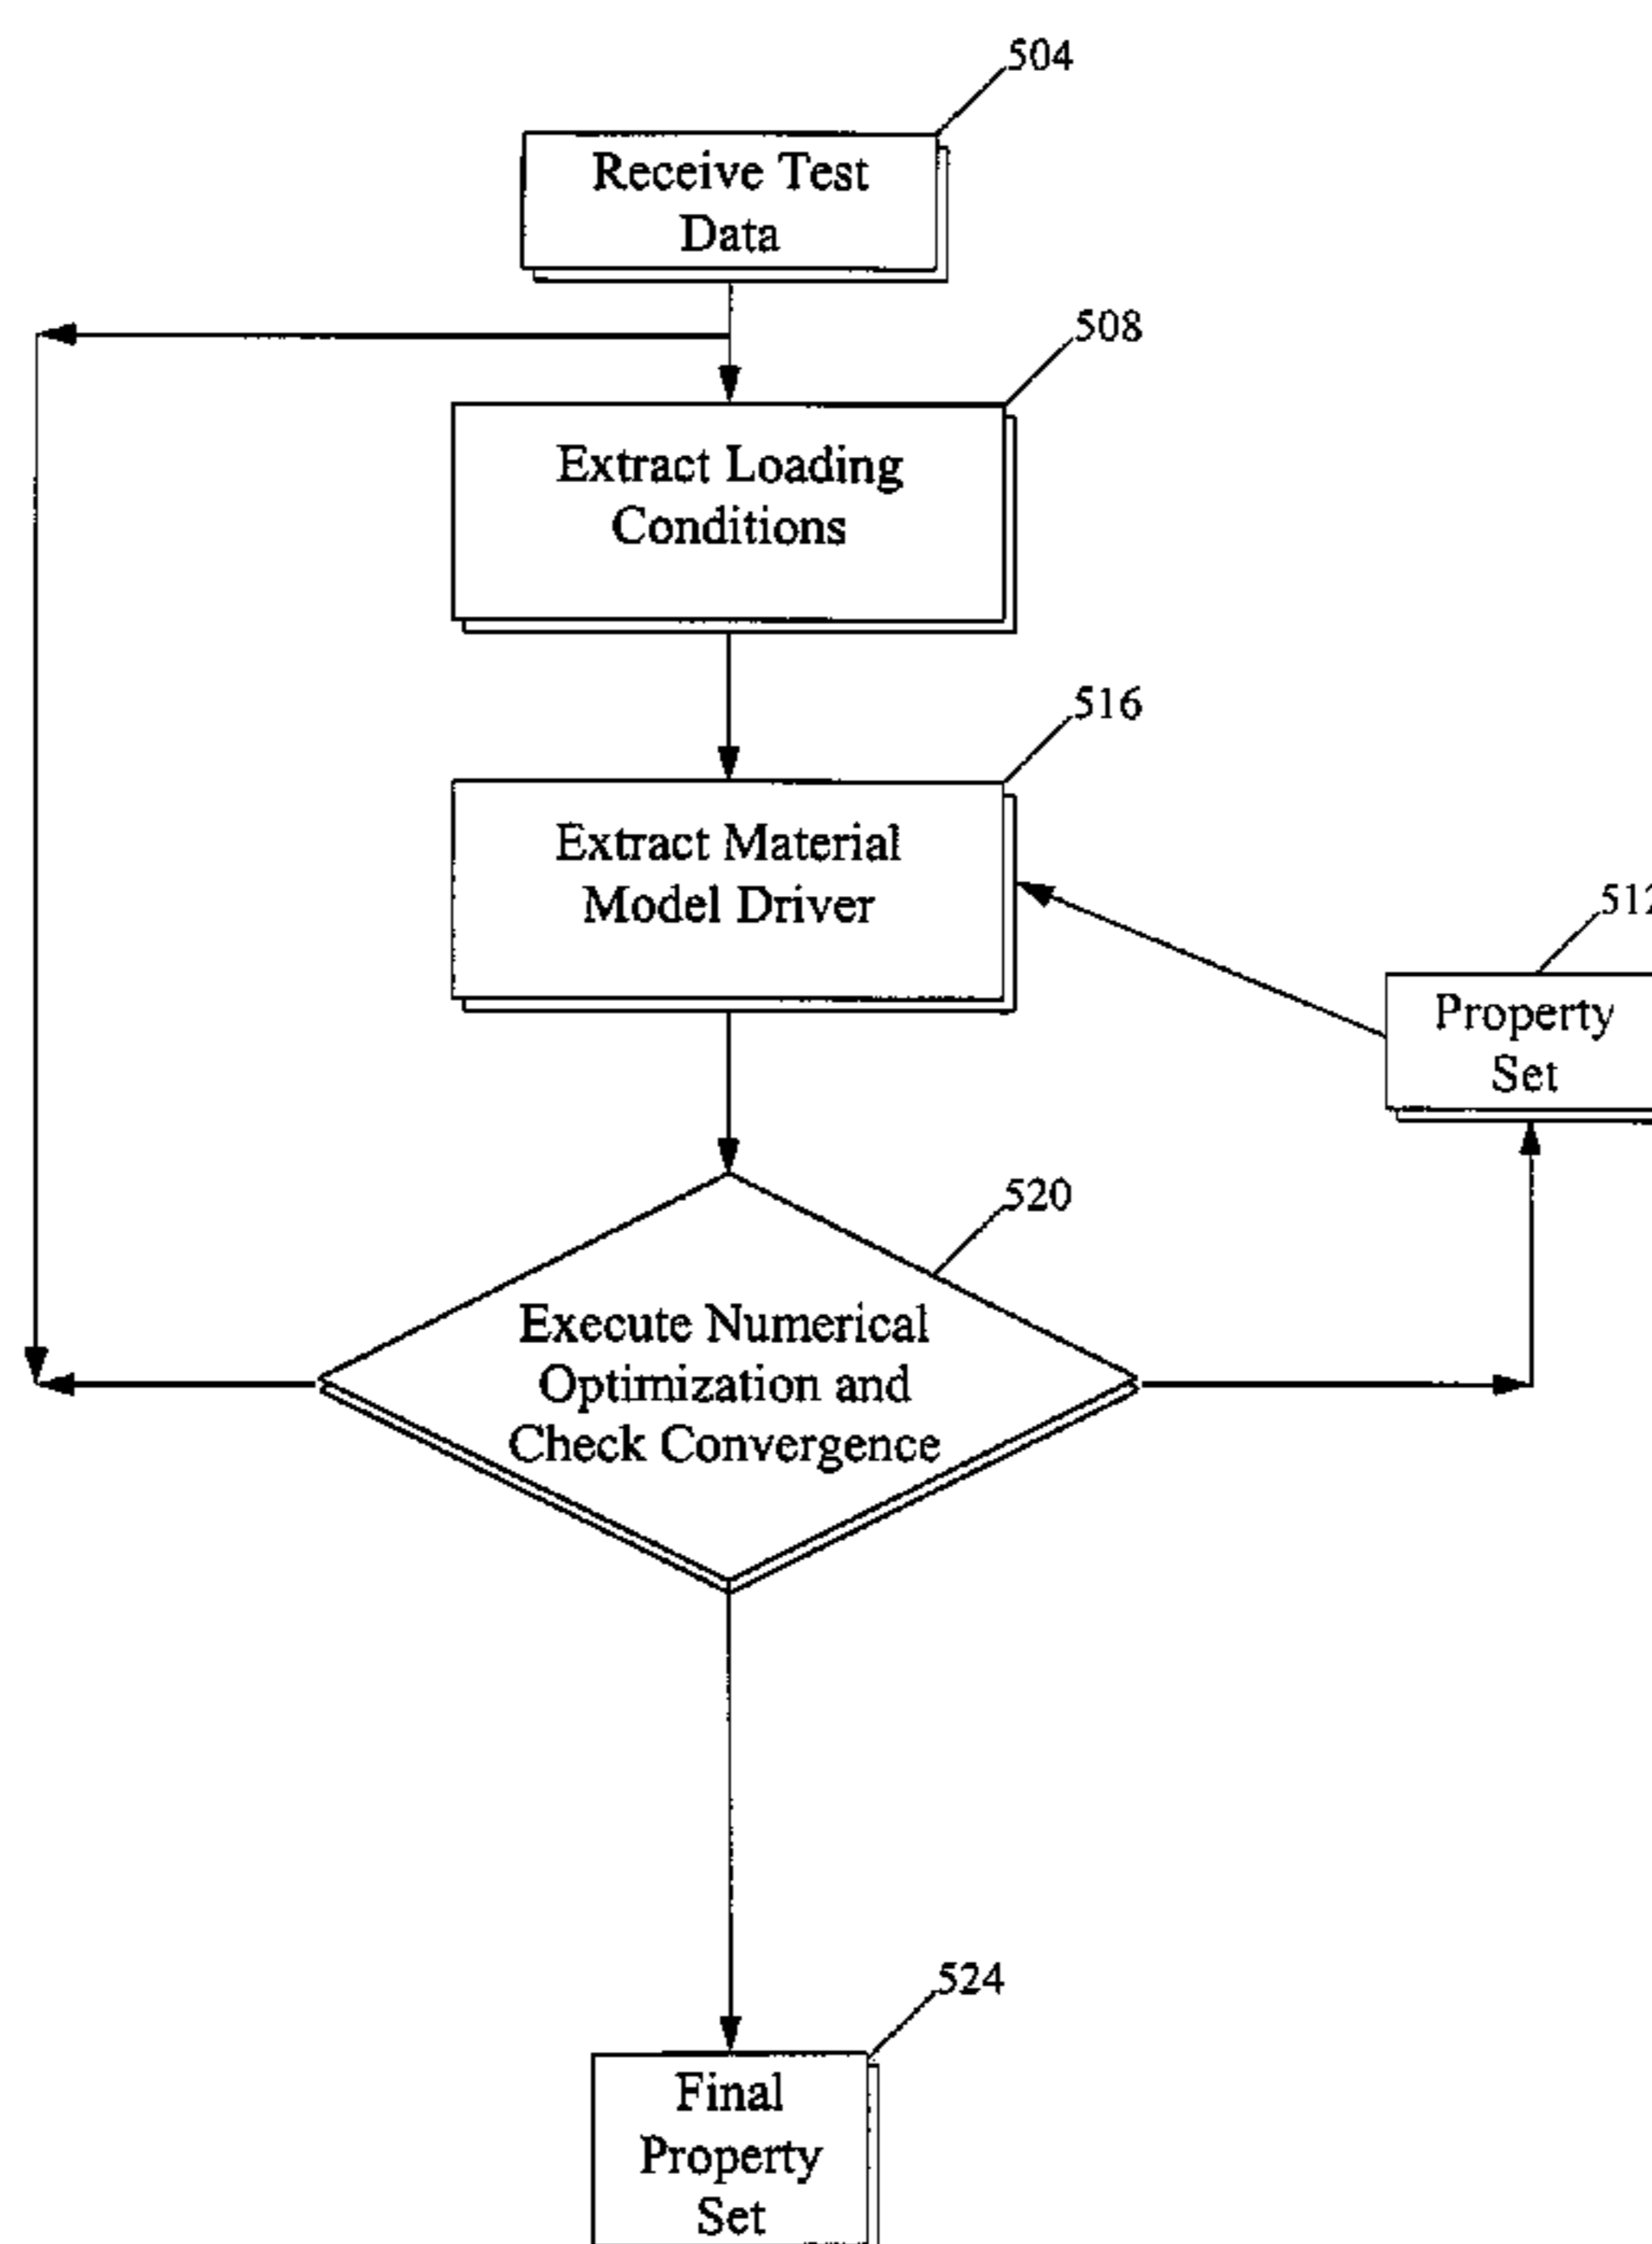 504
Receive Test
Data
508
Extract Loading
Conditions
516
Extract Material
Model Driver
512
Property
Set
520
Execute Numerical
Optimization and
Check Convergence
524
Final
Property
Set